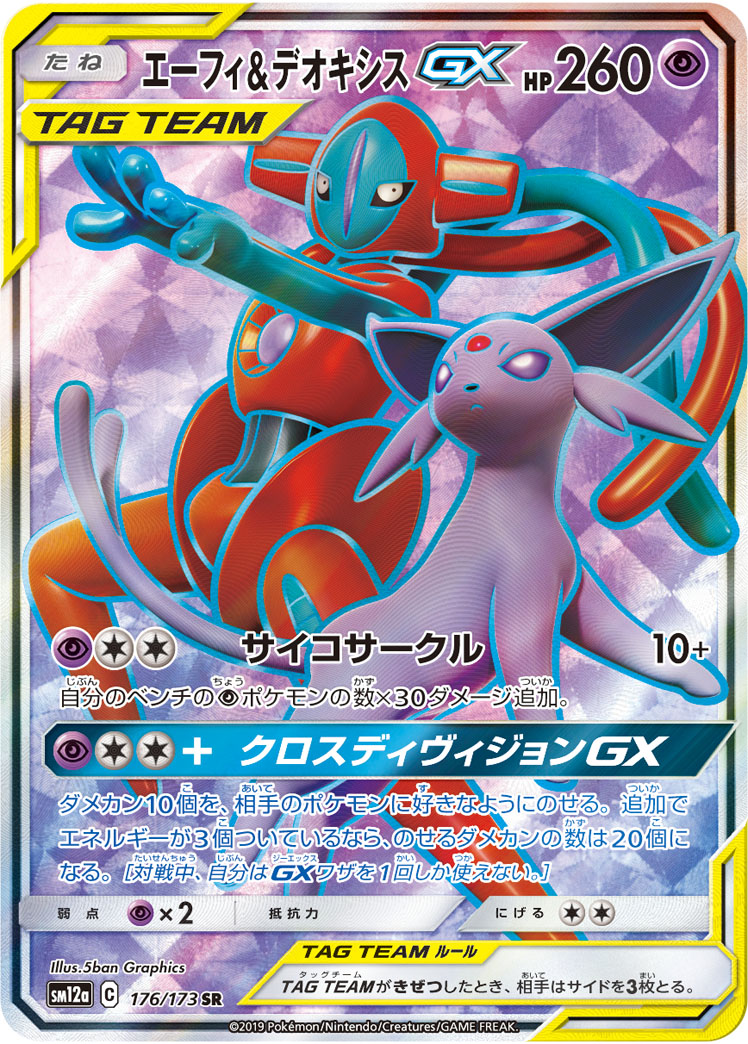 たね エーフィ&デオキシスGX HP260
TAG TEAM
サイコサークル 10+
自分のベンチのポケモンの数×30ダメージ追加。
+ クロスディヴィジョンGX
ダメカン10個を、相手のポケモンに好きなようにのせる。追加で
エネルギーが3個ついているなら、のせるダメカンの数は20個に
なる。[対戦中、自分はGXワザを1回しか使えない。]
弱点 ×2 抵抗力 にげる
TAG TEAM ルール
TAG TEAMがきぜつしたとき、相手はサイドを3枚とる。
Illus.5ban Graphics
sm12a C 176/173 SR
©2019 Pokémon/Nintendo/Creatures/GAME FREAK.